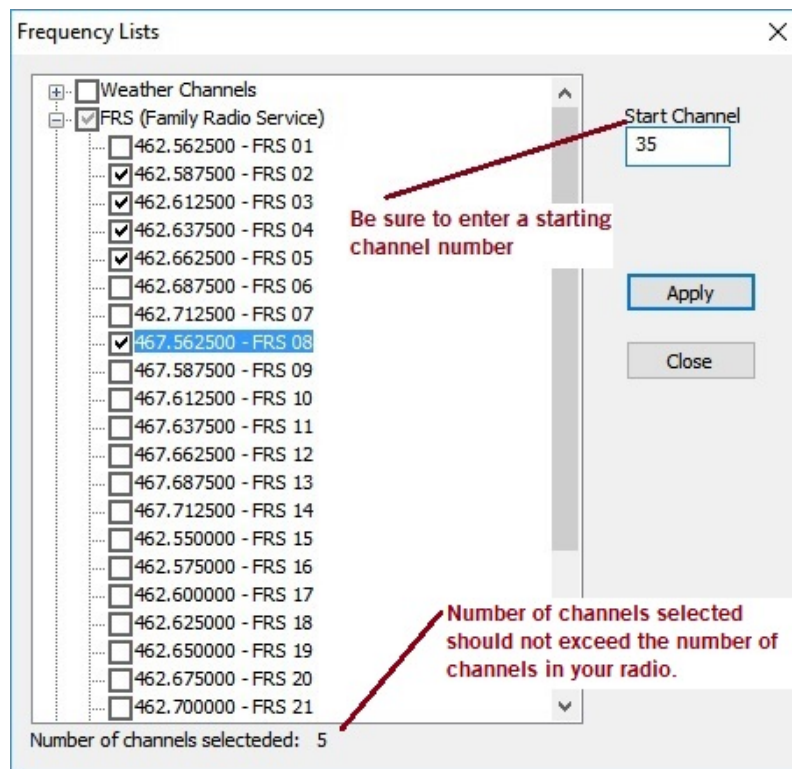 Frequency Lists
Weather Channels
FRS (Family Radio Service)
462.562500 - FRS 01
462.587500 - FRS 02
462.612500 - FRS 03
462.637500 - FRS 04
462.662500 - FRS 05
462.687500 - FRS 06
462.712500 - FRS 07
467.562500 - FRS 08
467.587500 - FRS 09
467.612500 - FRS 10
467.637500 - FRS 11
467.662500 - FRS 12
467.687500 - FRS 13
467.712500 - FRS 14
462.550000 - FRS 15
462.575000 - FRS 16
462.600000 - FRS 17
462.625000 - FRS 18
462.650000 - FRS 19
462.675000 - FRS 20
462.700000 - FRS 21
Number of channels selecteded: 5
Start Channel
35
Be sure to enter a starting
channel number
Apply
Close
Number of channels selected
should not exceed the number of
channels in your radio.